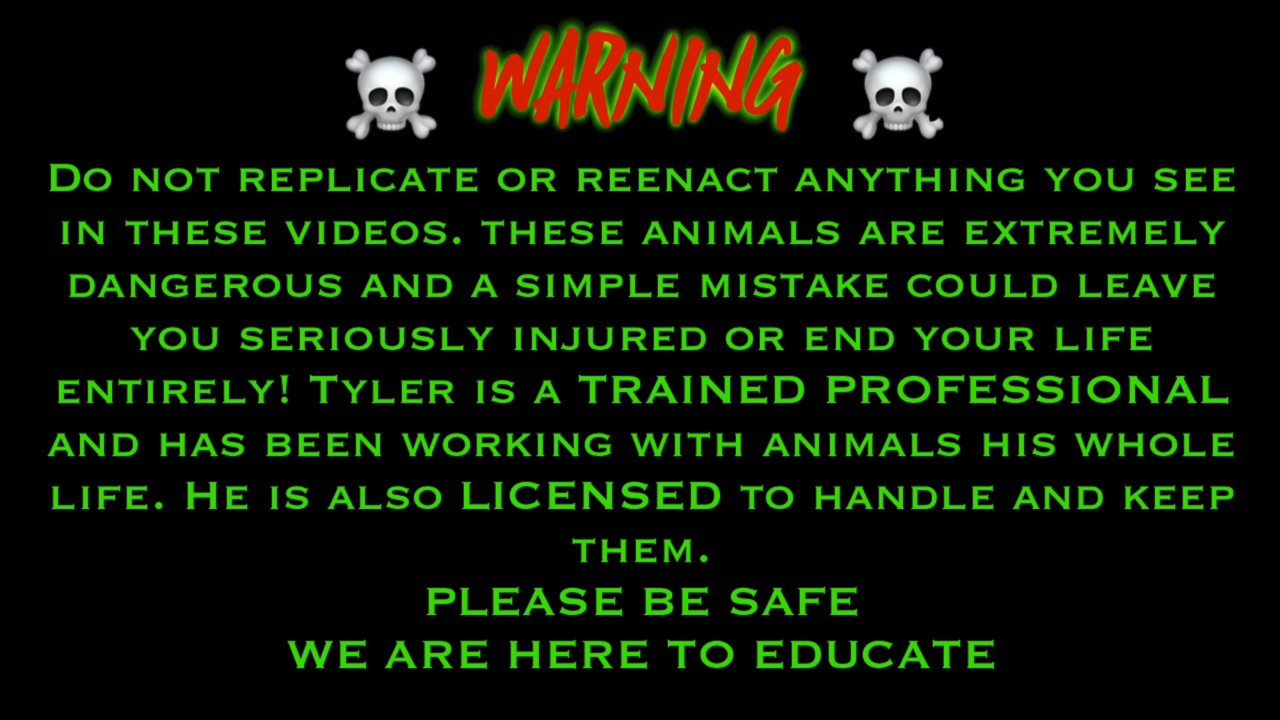 WARNING
Do not replicate or reenact anything you see
in these videos. these animals are extremely
dangerous and a simple mistake could leave
you seriously injured or end your life
entirely! Tyler is a TRAINED PROFESSIONAL
and has been working with animals his whole
life. He is also LICENSED to handle and keep
them.
PLEASE BE SAFE
WE ARE HERE TO EDUCATE